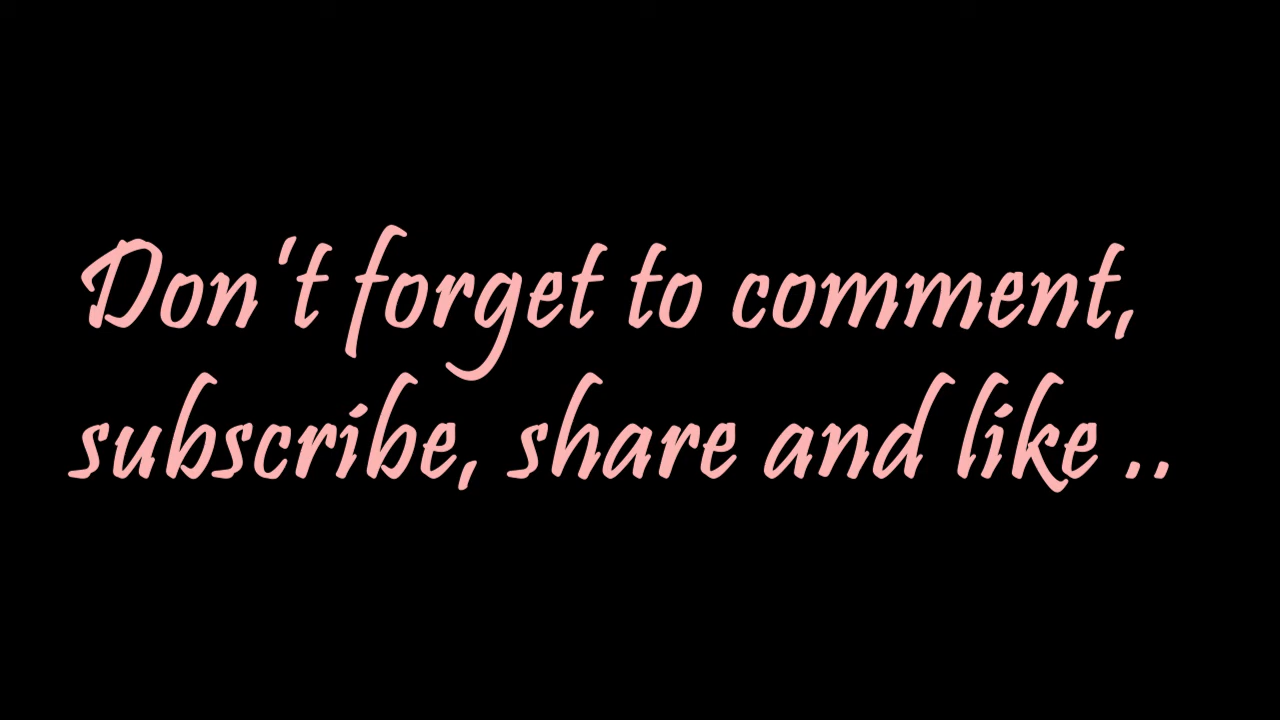 Don't forget to comment,
subscribe, share and like ..